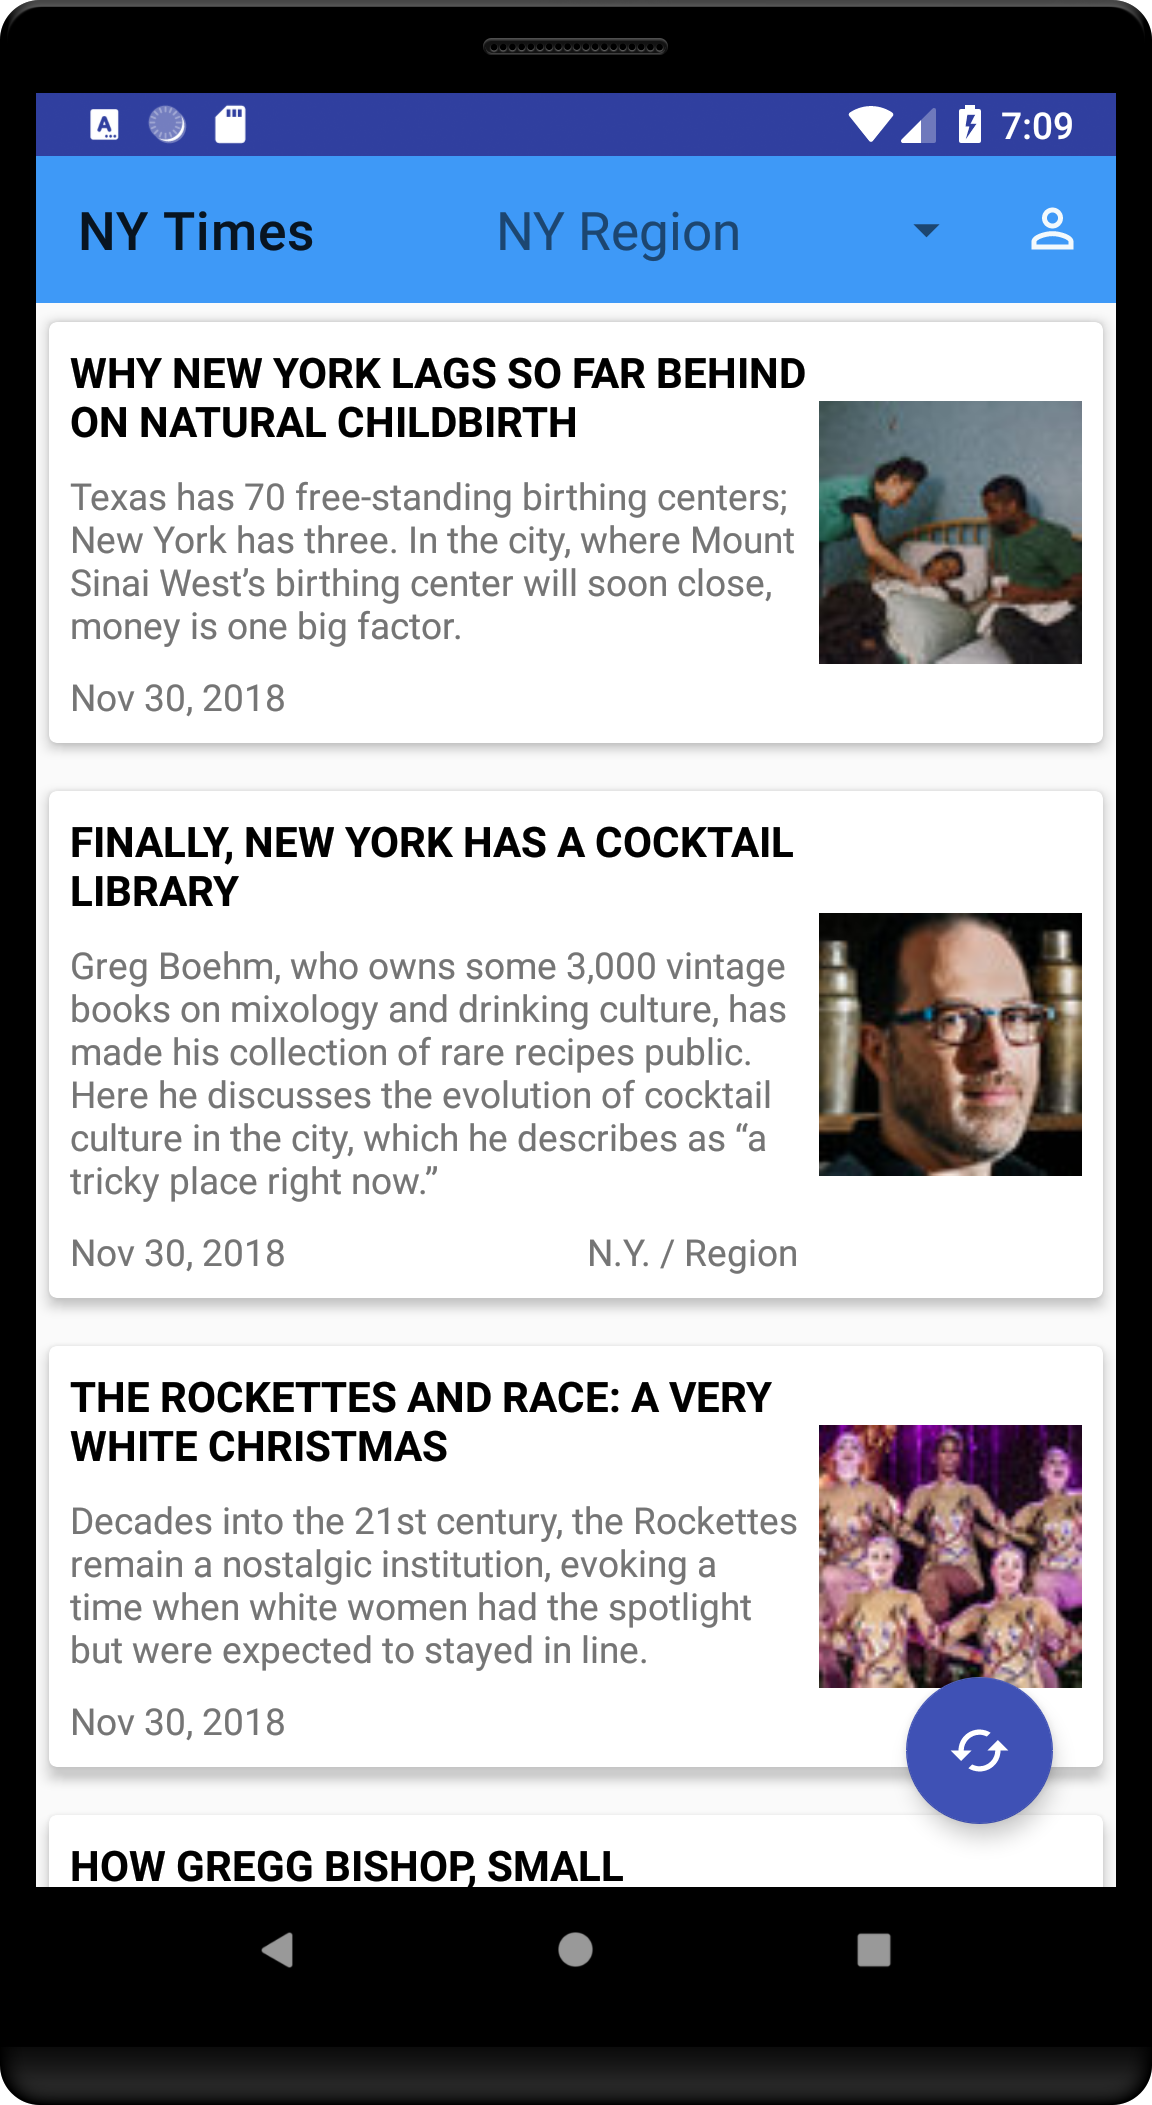 7:09
NY Times
NY Region
WHY NEW YORK LAGS SO FAR BEHIND
ON NATURAL CHILDBIRTH
Texas has 70 free-standing birthing centers;
New York has three. In the city, where Mount
Sinai West’s birthing center will soon close,
money is one big factor.
Nov 30, 2018
FINALLY, NEW YORK HAS A COCKTAIL
LIBRARY
Greg Boehm, who owns some 3,000 vintage
books on mixology and drinking culture, has
made his collection of rare recipes public.
Here he discusses the evolution of cocktail
culture in the city, which he describes as “a
tricky place right now.”
Nov 30, 2018 N.Y. / Region
THE ROCKETTES AND RACE: A VERY
WHITE CHRISTMAS
Decades into the 21st century, the Rockettes
remain a nostalgic institution, evoking a
time when white women had the spotlight
but were expected to stayed in line.
Nov 30, 2018
HOW GREGG BISHOP, SMALL